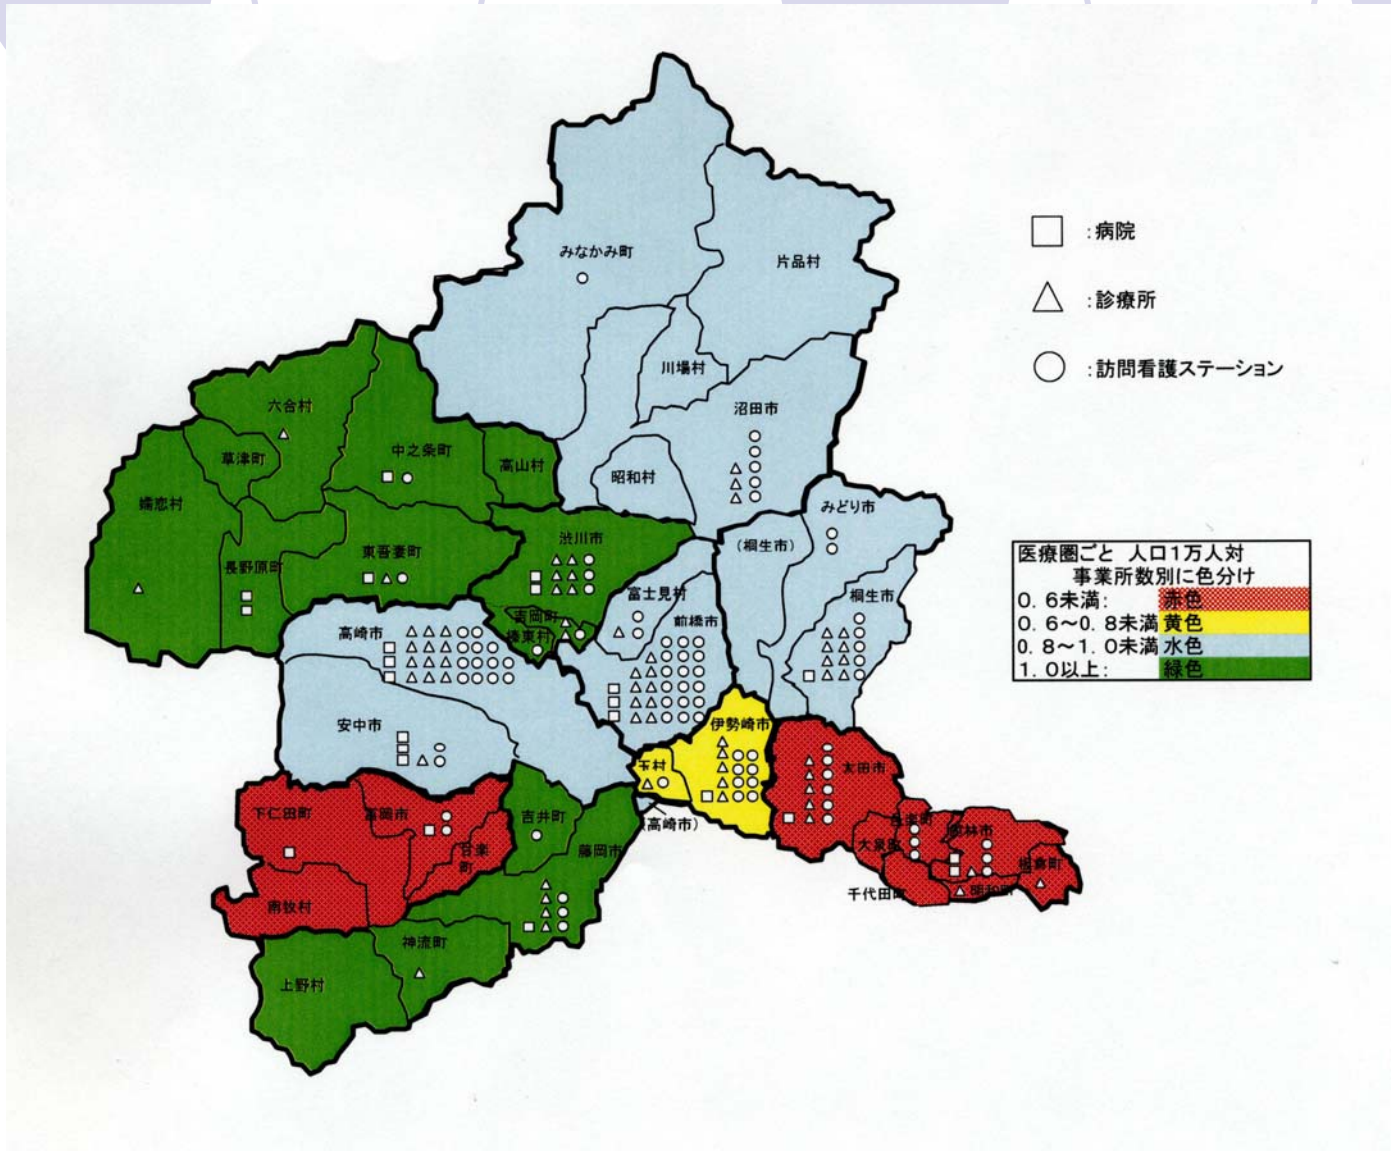 みなかみ町
片品村
：病院
：診療所
川場村
：訪問看護ステーション
六合村
沼田市
草津町
中之条町
高山村
昭和村
嬬恋村
みどり市
渋川市
（桐生市）
東吾妻町
長野原町
医療圏ごと 人口１万人対
事業所数別に色分け
０．６未満： 赤色
０．６～０．８未満 黄色
０．８～１．０未満 水色
１．０以上： 緑色
富士見村
桐生市
吉岡町
前橋市
高崎市
榛東村
安中市
伊勢崎市
玉村
太田市
下仁田町
富岡市
吉井町
（高崎市）
大泉町
館林市
甘楽町
藤岡市
板倉町
千代田町
明和町
南牧村
神流町
上野村